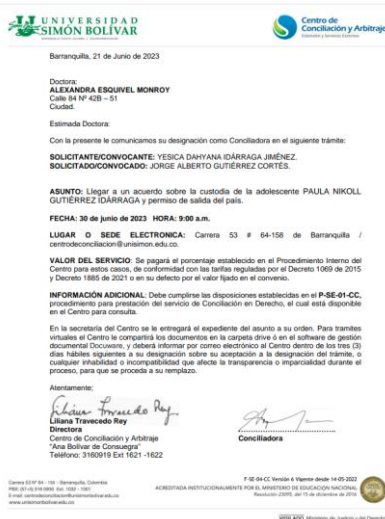 UNIVERSIDAD
SIMÓN BOLÍVAR
Centro de
Conciliación y Arbitraje
Barranquilla, 21 de Junio de 2023
Doctora:
ALEXANDRA ESQUIVEL MONROY
Calle 84 Nº 42B – 51
Ciudad.
Estimada Doctora:
Con la presente le comunicamos su designación como Conciliadora en el siguiente trámite:
SOLICITANTE/CONVOCANTE: YESICA DAHYANA IDÁRRAGA JIMÉNEZ.
SOLICITADO/CONVOCADO: JORGE ALBERTO GUTIÉRREZ CORTÉS.
ASUNTO: Llegar a un acuerdo sobre la custodia de la adolescente PAULA NIKOLL
GUTIÉRREZ IDÁRRAGA y permiso de salida del país.
FECHA: 30 de junio de 2023 HORA: 9:00 a.m.
LUGAR O SEDE ELECTRONICA: Carrera 53 # 64-158 de Barranquilla /
centrodeconciliacion@unisimon.edu.co.
VALOR DEL SERVICIO: Se pagará el porcentaje establecido en el Procedimiento Interno del
Centro para estos casos, de conformidad con las tarifas reguladas por el Decreto 1069 de 2015
y Decreto 1885 de 2021 o en su defecto por el valor fijado en el convenio.
INFORMACIÓN ADICIONAL: Debe cumplirse las disposiciones establecidas en el P-SE-01-CC,
procedimiento para prestación del servicio de Conciliación en Derecho, el cual está disponible
en el Centro para consulta.
En la secretaría del Centro se le entregará el expediente del asunto a su orden. Para tramites
virtuales el Centro le compartirá los documentos en la carpeta drive ó en el software de gestión
documental Docuware, y deberá informar por correo electrónico al Centro dentro de los tres (3)
días hábiles siguientes a su designación sobre su aceptación a la designación del trámite, o
cualquier inhabilidad o incompatibilidad que afecte la transparencia o imparcialidad durante el
proceso, para que se proceda a su remplazo.
Atentamente;
Liliana Travecedo Rey
Liliana Travecedo Rey
Directora
Conciliadora
Centro de Conciliación y Arbitraje
"Ana Bolívar de Consuegra"
Teléfono: 3160919 Ext 1621 -1622
F-SE-04-CC Versión 6 Vigente desde 14-03-2022
ACREDITADA INSTITUCIONALMENTE POR EL MINISTERIO DE EDUCACIÓN NACIONAL
www.unisimonbolivar.edu.co
VIGILADO Ministerio de Justicia y del Derecho